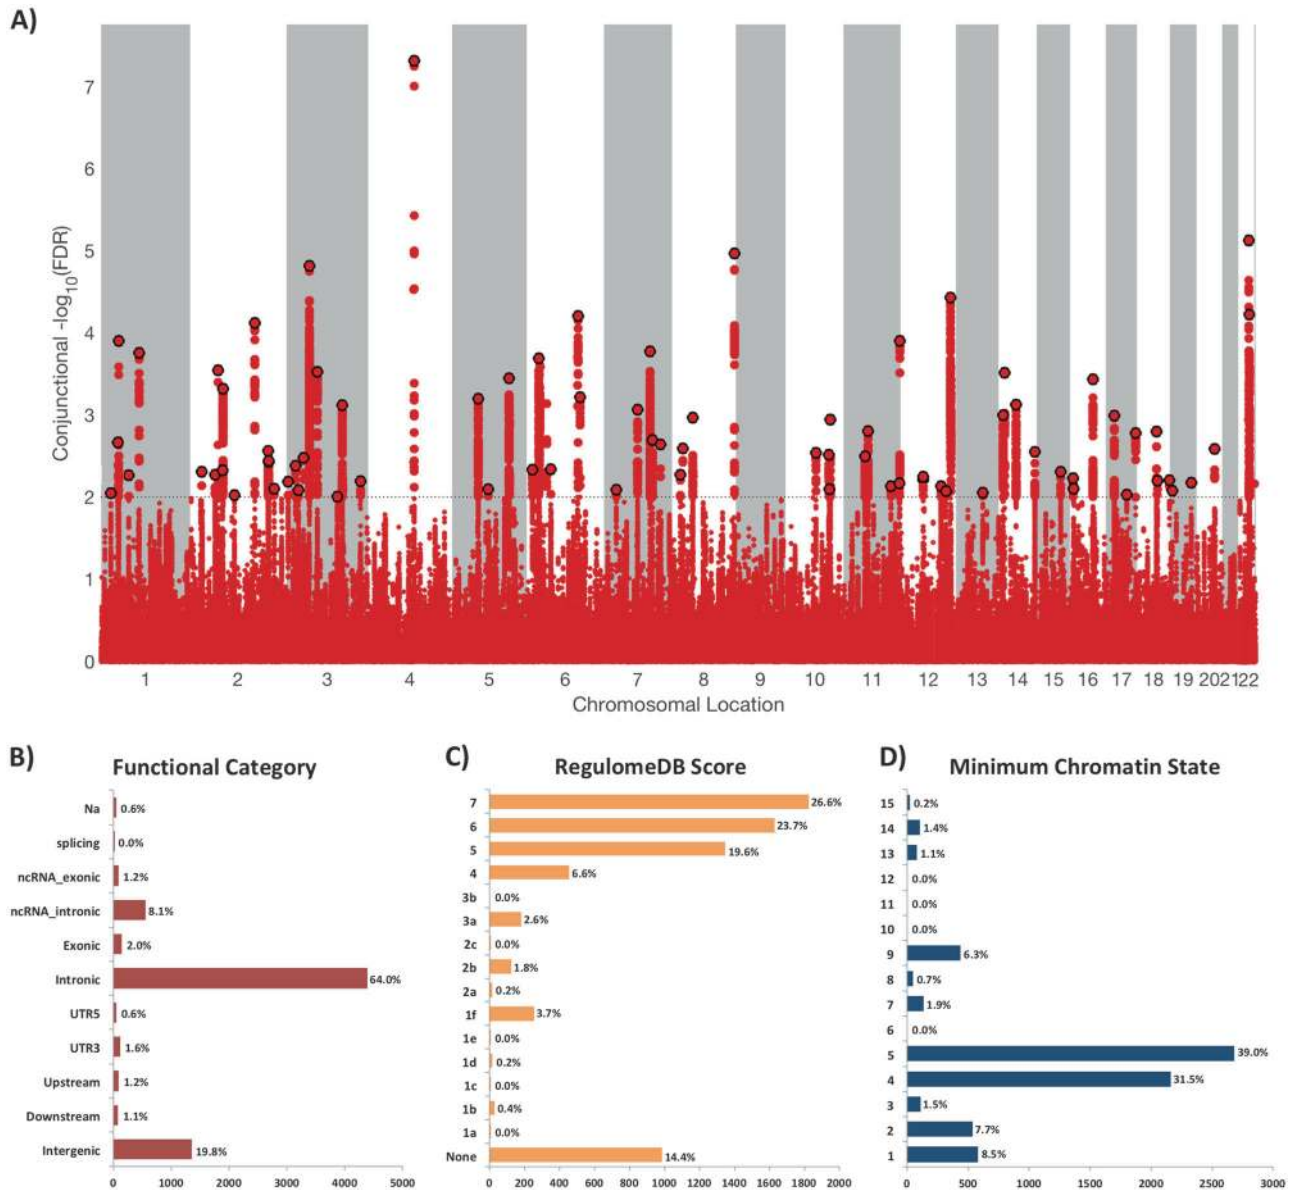 A)
Conjunctional -log10(FDR)
7
6
5
4
3
2
1
0
1 2 3 4 5 6 7 8 9 10 11 12 13 14 15 16 17 18 19 202122
Chromosomal Location
B)
Functional Category
Na 0.6%
splicing 0.0%
ncRNA_exonic 1.2%
ncRNA_intronic 8.1%
Exonic 2.0%
Intronic 64.0%
UTR5 0.6%
UTR3 1.6%
Upstream 1.2%
Downstream 1.1%
Intergenic 19.8%
0 1000 2000 3000 4000 5000
C)
RegulomeDB Score
7 26.6%
6 23.7%
5 19.6%
4 6.6%
3b 0.0%
3a 2.6%
2c 0.0%
2b 1.8%
2a 0.2%
1f 3.7%
1e 0.0%
1d 0.2%
1c 0.0%
1b 0.4%
1a 0.0%
None 14.4%
0 200 400 600 800 1000 1200 1400 1600 1800 2000
D)
Minimum Chromatin State
15 0.2%
14 1.4%
13 1.1%
12 0.0%
11 0.0%
10 0.0%
9 6.3%
8 0.7%
7 1.9%
6 0.0%
5 39.0%
4 31.5%
3 1.5%
2 7.7%
1 8.5%
0 500 1000 1500 2000 2500 3000